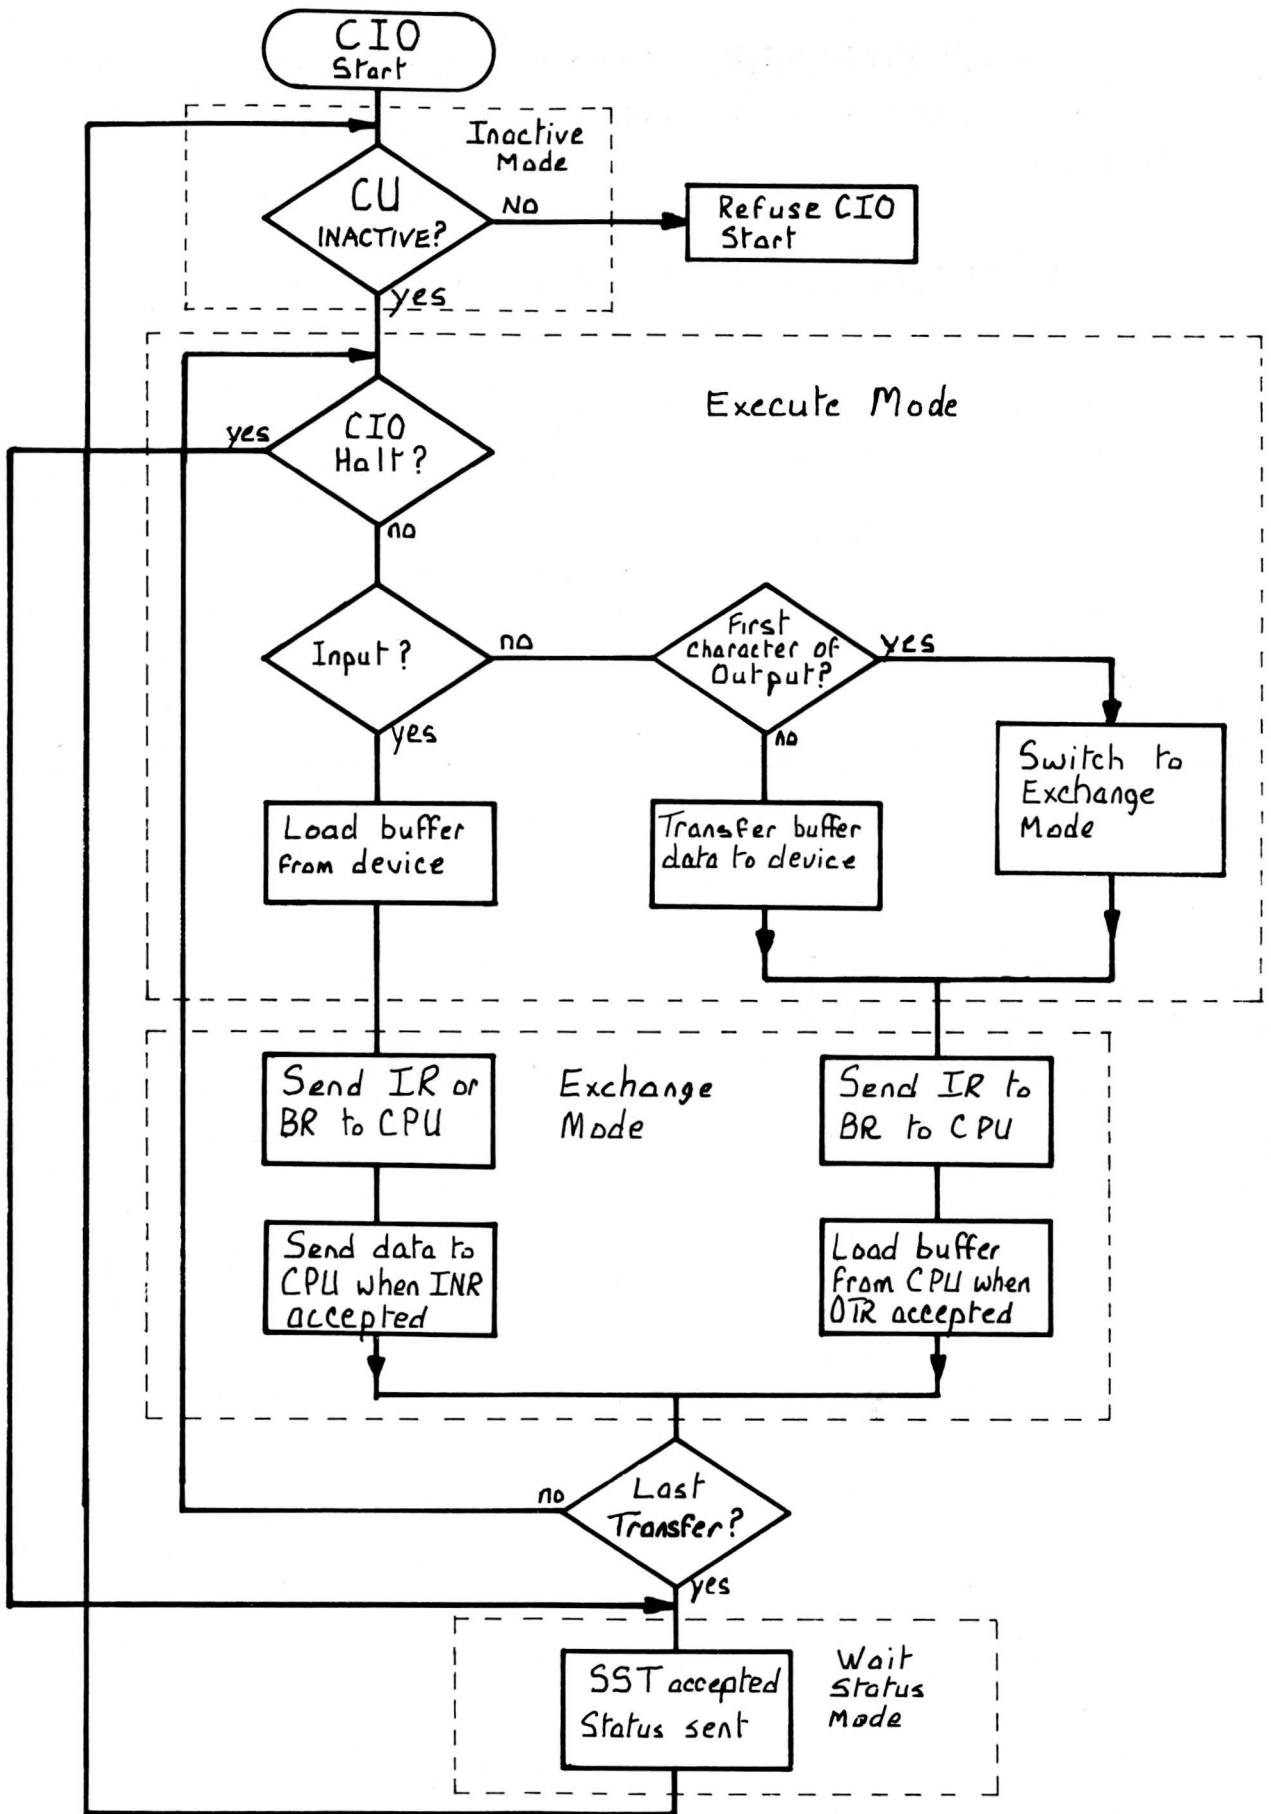 CIO
Start
Inactive
Mode
CU
INACTIVE?
NO
Refuse CIO
Start
yes
Execute Mode
yes
CIO
Halt?
no
Input?
no
First
character of
Output?
yes
yes
no
Switch to
Exchange
Mode
Load buffer
from device
Transfer buffer
data to device
Send IR or
BR to CPU
Exchange
Mode
Send IR to
BR to CPU
Send data to
CPU when INR
accepted
Load buffer
from CPU when
OTR accepted
no
Last
Transfer?
yes
SST accepted
Status sent
Wait
Status
Mode